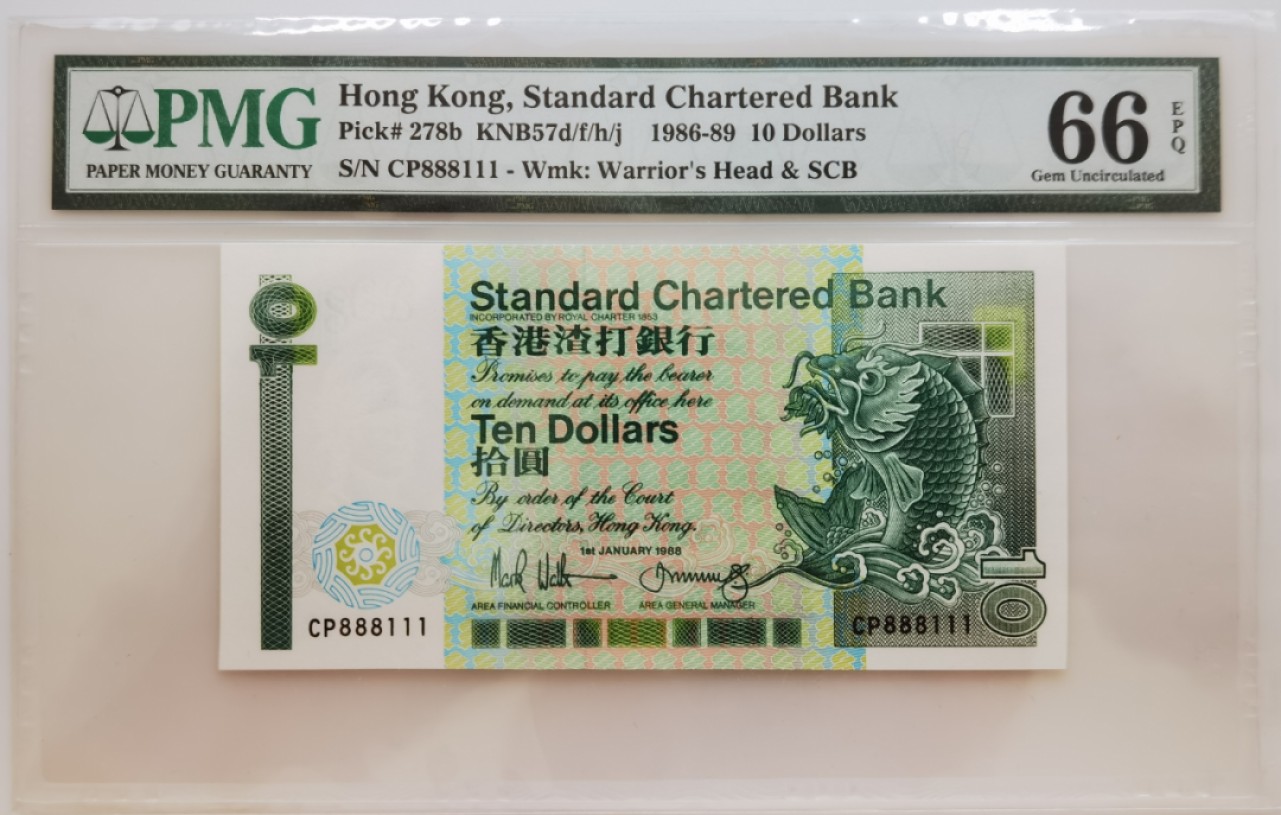 PMG
PAPER MONEY GUARANTY
Hong Kong, Standard Chartered Bank
Pick# 278b KNB57d/f/h/j 1986-89 10 Dollars
S/N CP888111 - Wmk: Warrior's Head & SCB
66
EPQ
Gem Uncirculated
10
Standard Chartered Bank
INCORPORATED BY ROYAL CHARTER 1853
香港渣打銀行
Promises to pay the bearer
on demand at its office here
Ten Dollars
拾圓
By order of the Court
of Directors, Hong Kong.
1st JANUARY 1988
AREA FINANCIAL CONTROLLER AREA GENERAL MANAGER
CP888111 CP888111
10